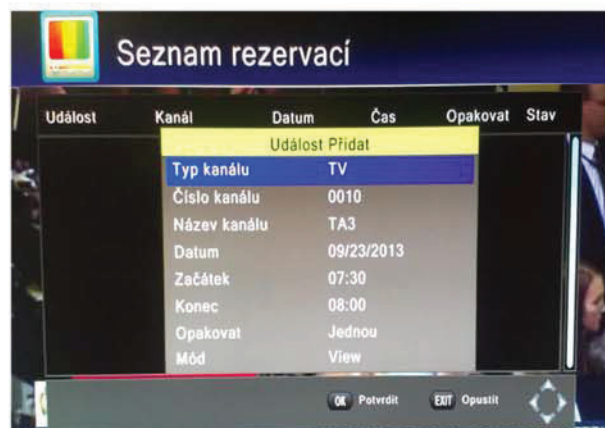 Seznam rezervací
Událost Kanál Datum Čas Opakovat Stav
Událost Přidat
Typ kanálu TV
Číslo kanálu 0010
Název kanálu TA3
Datum 09/23/2013
Začátek 07:30
Konec 08:00
Opakovat Jednou
Mód View
OK Potvrdit EXIT Opustit